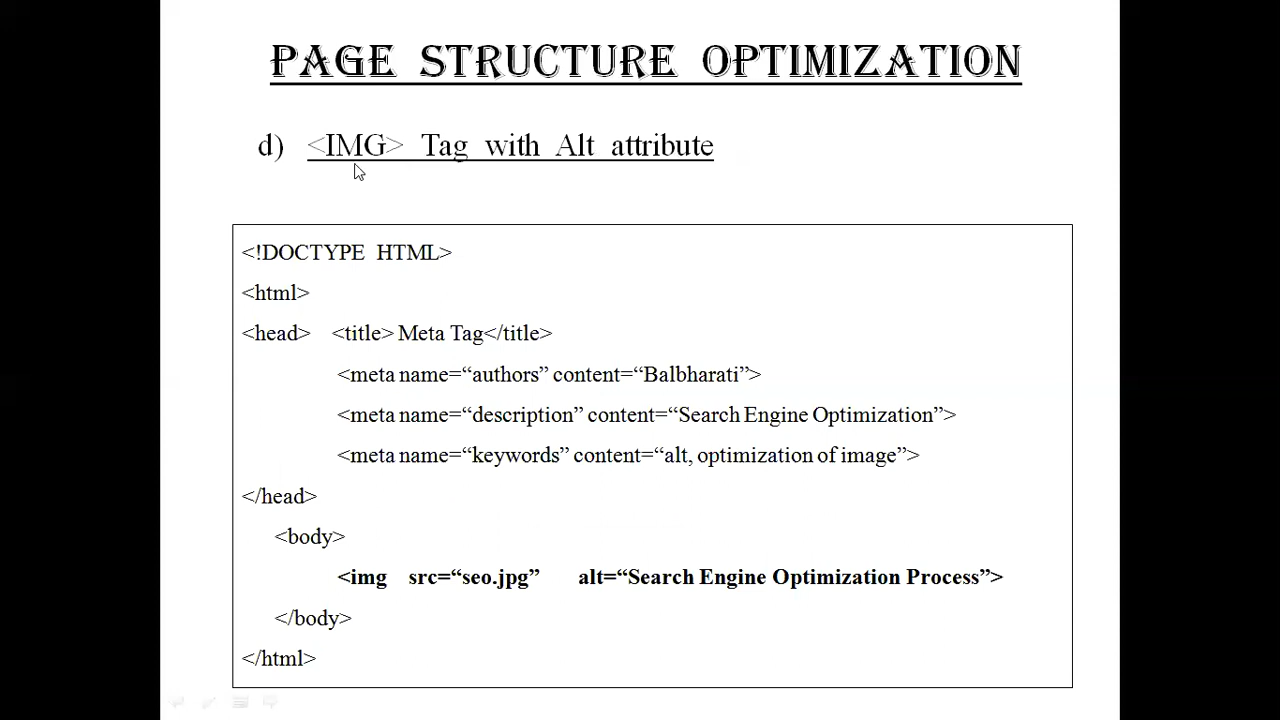 PAGE STRUCTURE OPTIMIZATION
d) <IMG> Tag with Alt attribute
<!DOCTYPE HTML>
<html>
<head> <title> Meta Tag</title>
<meta name=“authors” content=“Balbharati”>
<meta name=“description” content=“Search Engine Optimization”>
<meta name=“keywords” content=“alt, optimization of image”>
</head>
<body>
<img src=“seo.jpg” alt=“Search Engine Optimization Process”>
</body>
</html>